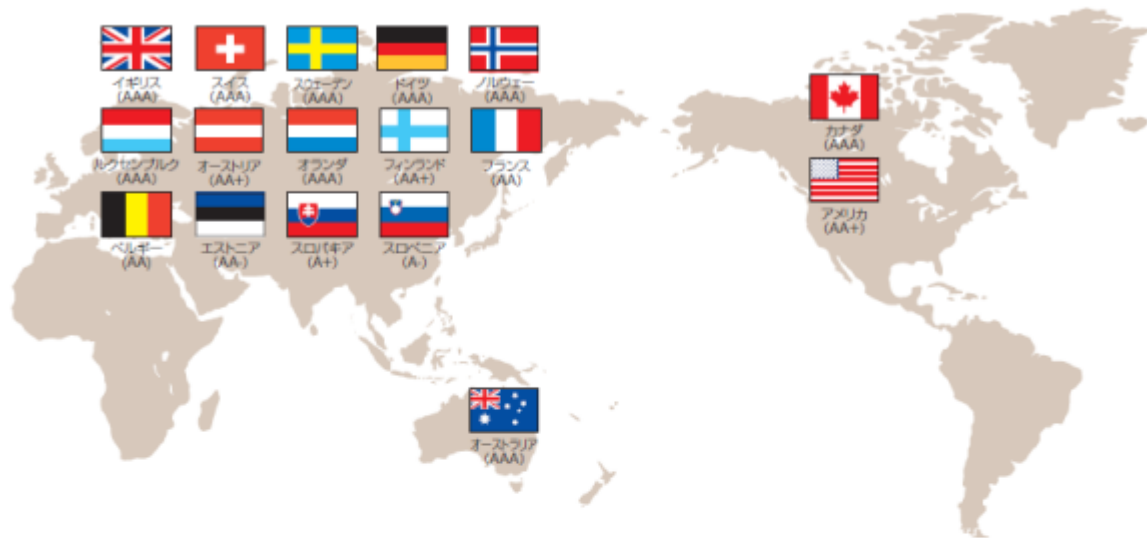 イギリス
(AAA)
スイス
(AAA)
スウェーデン
(AAA)
ドイツ
(AAA)
ノルウェー
(AAA)
ルクセンブルク
(AAA)
オーストリア
(AA+)
オランダ
(AAA)
フィンランド
(AA+)
フランス
(AA)
ベルギー
(AA)
エストニア
(AA-)
スロバキア
(A+)
スロベニア
(A-)
カナダ
(AAA)
アメリカ
(AA+)
オーストラリア
(AAA)